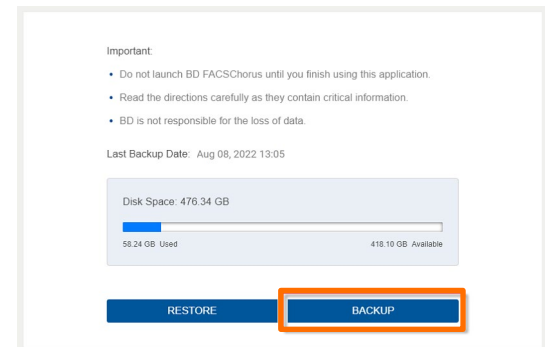 Important:
• Do not launch BD FACSChorus until you finish using this application.
• Read the directions carefully as they contain critical information.
• BD is not responsible for the loss of data.
Last Backup Date: Aug 08, 2022 13:05
Disk Space: 476.34 GB
58.24 GB Used 418.10 GB Available
RESTORE BACKUP